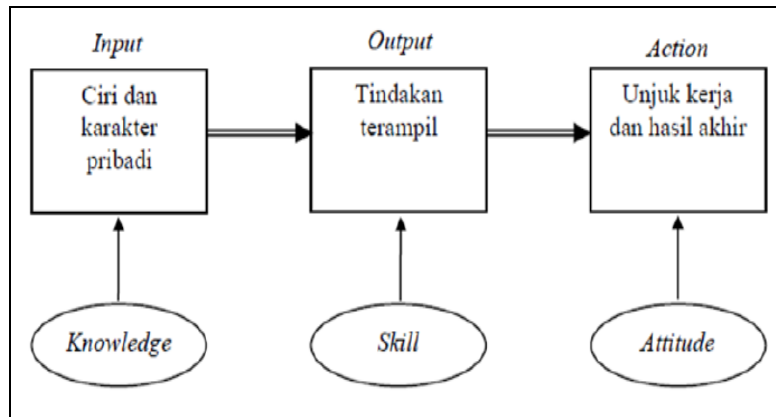 Input
Output
Action
Ciri dan
karakter
pribadi
Tindakan
terampil
Unjuk kerja
dan hasil akhir
Knowledge
Skill
Attitude